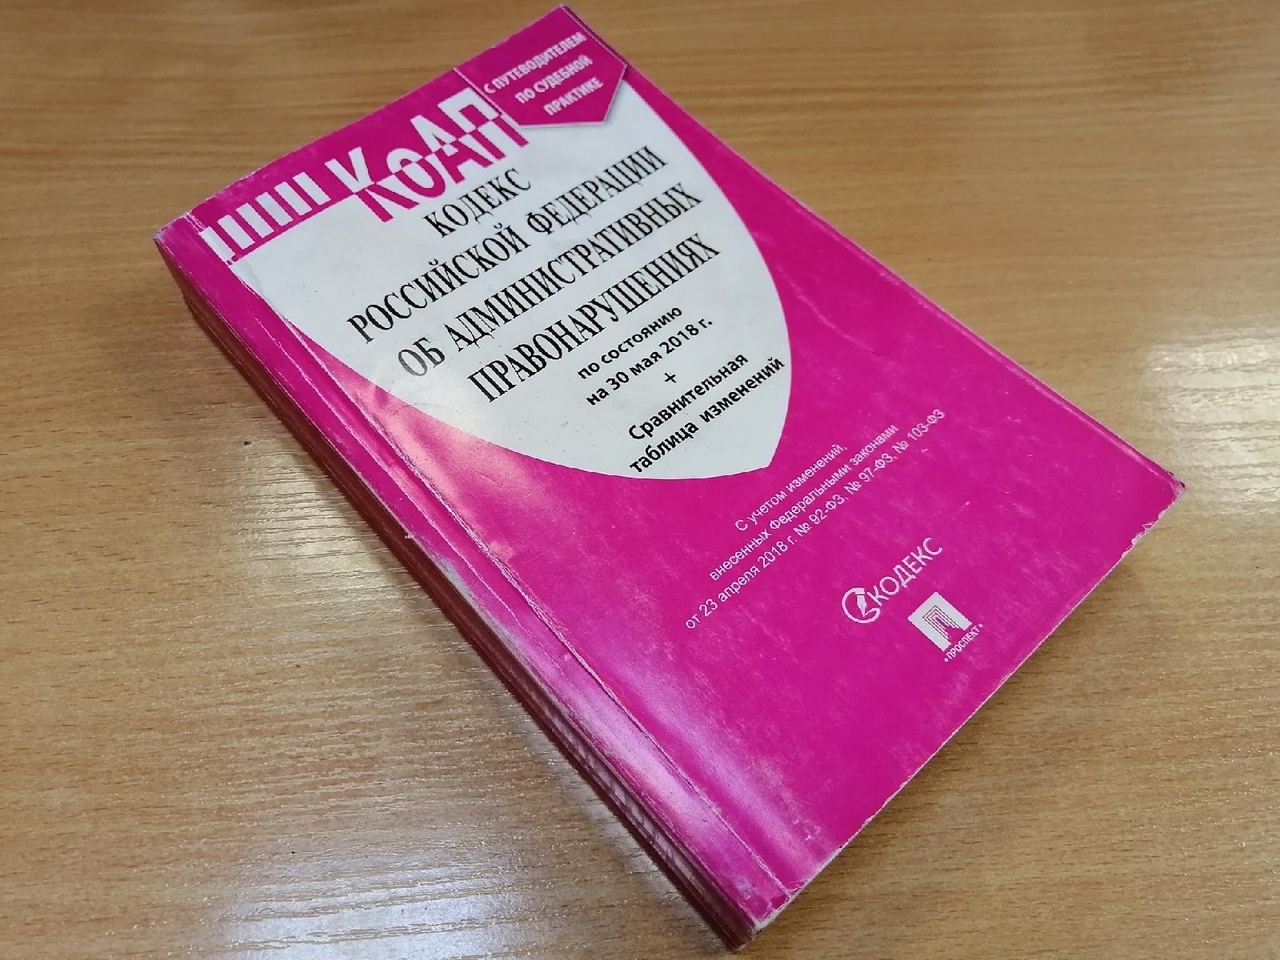 С ПУТЕВОДИТЕЛЕМ
ПО СУДЕБНОЙ
ПРАКТИКЕ
КоАП
КОДЕКС
РОССИЙСКОЙ ФЕДЕРАЦИИ
ОБ АДМИНИСТРАТИВНЫХ
ПРАВОНАРУШЕНИЯХ
по состоянию
на 30 мая 2018 г.
+
Сравнительная
таблица изменений
С учетом изменений,
внесенных Федеральными законами
от 23 апреля 2018 г. № 92-ФЗ, № 97-ФЗ, № 103-ФЗ
КОДЕКС
•ПРОСПЕКТ•